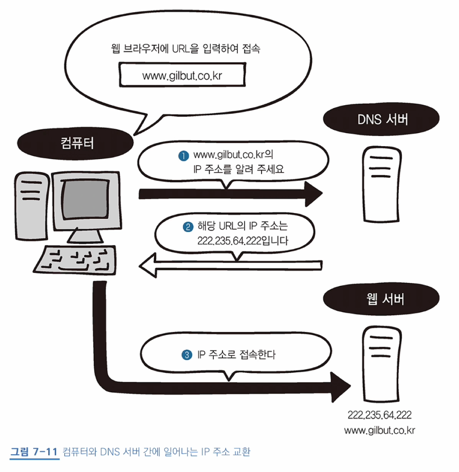 웹 브라우저에 URL을 입력하여 접속
www.gilbut.co.kr
DNS 서버
컴퓨터
1 www.gilbut.co.kr의
IP 주소를 알려 주세요
2 해당 URL의 IP 주소는
222.235.64.222입니다
웹 서버
3 IP 주소로 접속한다
222.235.64.222
www.gilbut.co.kr
그림 7-11 컴퓨터와 DNS 서버 간에 일어나는 IP 주소 교환